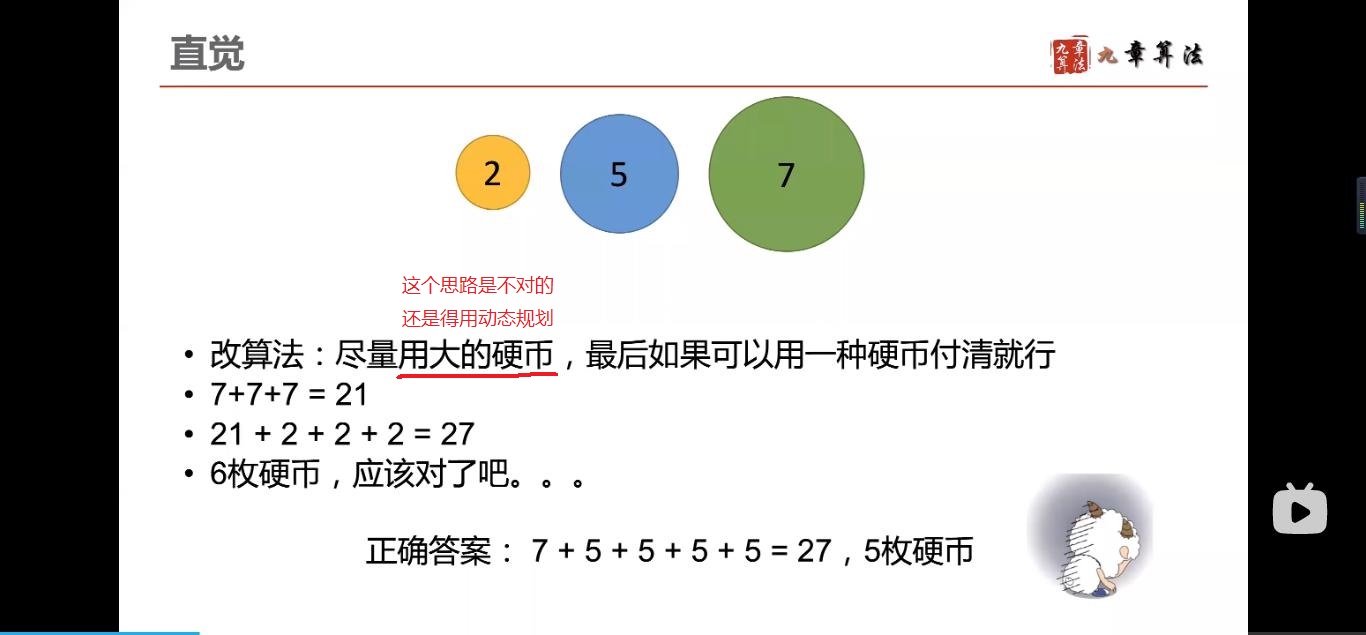 直觉
九章算法
九章算法
2
5
7
这个思路是不对的
还是得用动态规划
改算法：尽量用大的硬币，最后如果可以用一种硬币付清就行
7+7+7 = 21
21 + 2 + 2 + 2 = 27
6枚硬币，应该对了吧。。。
正确答案： 7 + 5 + 5 + 5 + 5 = 27，5枚硬币